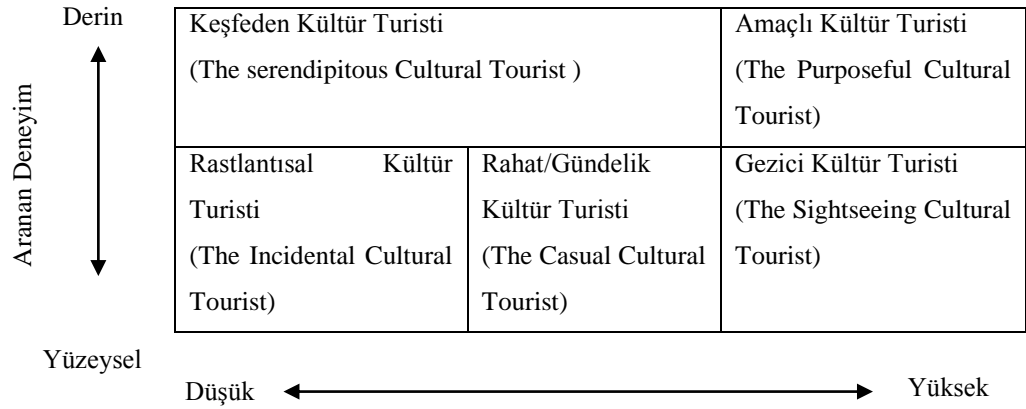 Derin
Keşfeden Kültür Turisti
(The serendipitous Cultural Tourist )
Amaçlı Kültür Turisti
(The Purposeful Cultural
Tourist)
Aranan Deneyim
Rastlantısal Kültür
Turisti
(The Incidental Cultural
Tourist)
Rahat/Gündelik
Kültür Turisti
(The Casual Cultural
Tourist)
Gezici Kültür Turisti
(The Sightseeing Cultural
Tourist)
Yüzeysel
Düşük
Yüksek